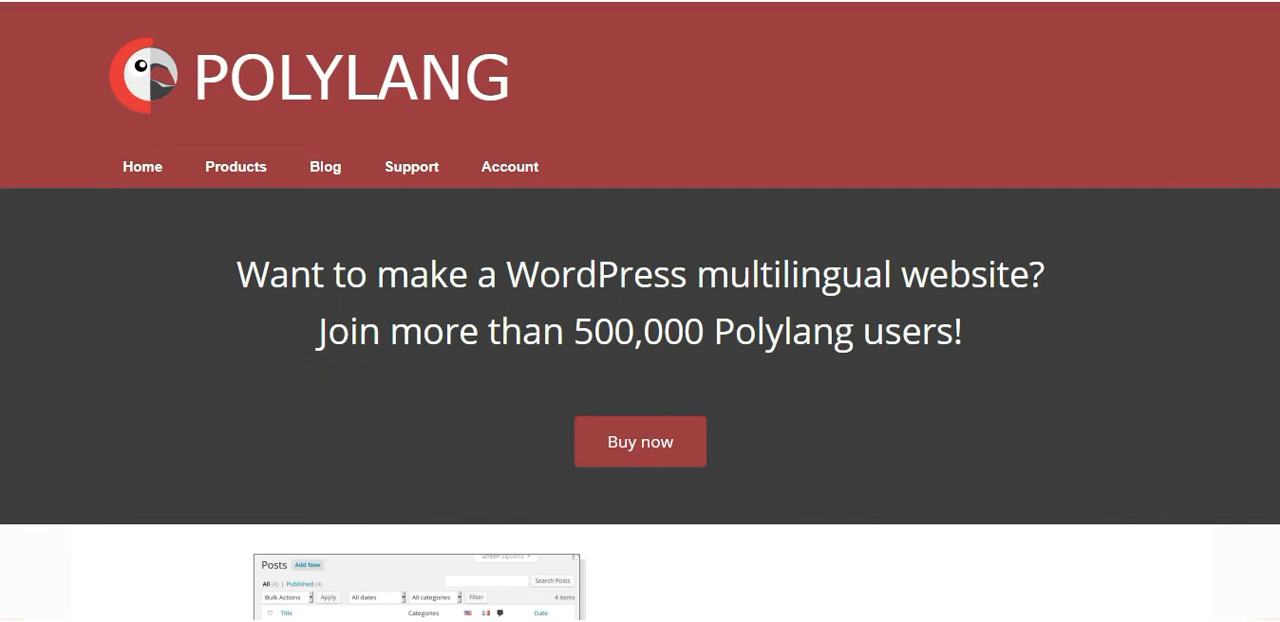 POLYLANG
Home Products Blog Support Account
Want to make a WordPress multilingual website?
Join more than 500,000 Polylang users!
Buy now
Screen Options
Posts Add New
All (4) | Published (4)
Search Posts
Bulk Actions Apply All dates All categories Filter 4 items
Title Categories Date